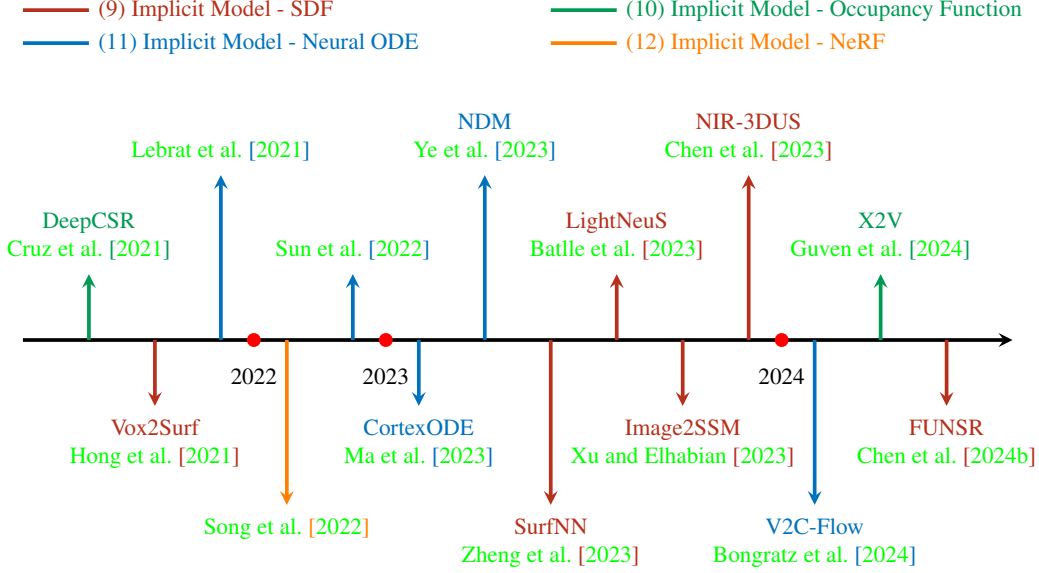 (9) Implicit Model - SDF
(10) Implicit Model - Occupancy Function
(11) Implicit Model - Neural ODE
(12) Implicit Model - NeRF
NDM
NIR-3DUS
Lebrat et al. [2021]
Ye et al. [2023]
Chen et al. [2023]
DeepCSR
LightNeuS
X2V
Cruz et al. [2021]
Sun et al. [2022]
Batlle et al. [2023]
Guven et al. [2024]
2022
2023
2024
Vox2Surf
CortexODE
Image2SSM
FUNSR
Hong et al. [2021]
Ma et al. [2023]
Xu and Elhabian [2023]
Chen et al. [2024b]
Song et al. [2022]
SurfNN
V2C-Flow
Zheng et al. [2023]
Bongratz et al. [2024]